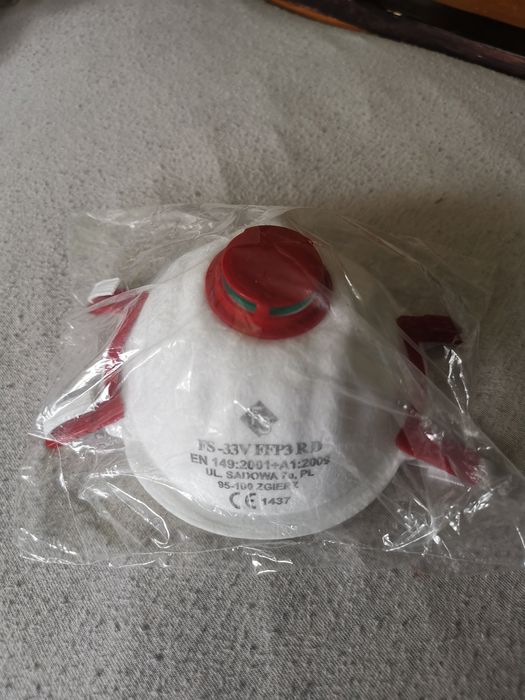 FS-33V FFP3 R D
EN 149:2001+A1:2009
UL. SADOWA 7a, PL
95-100 ZGIERZ
CE 1437